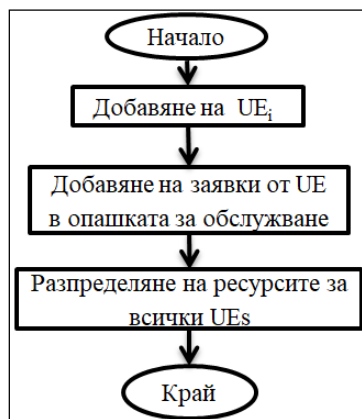 Начало
Добавяне на UEi
Добавяне на заявки от UE
в опашката за обслужване
Разпределяне на ресурсите за
всички UEs
Край